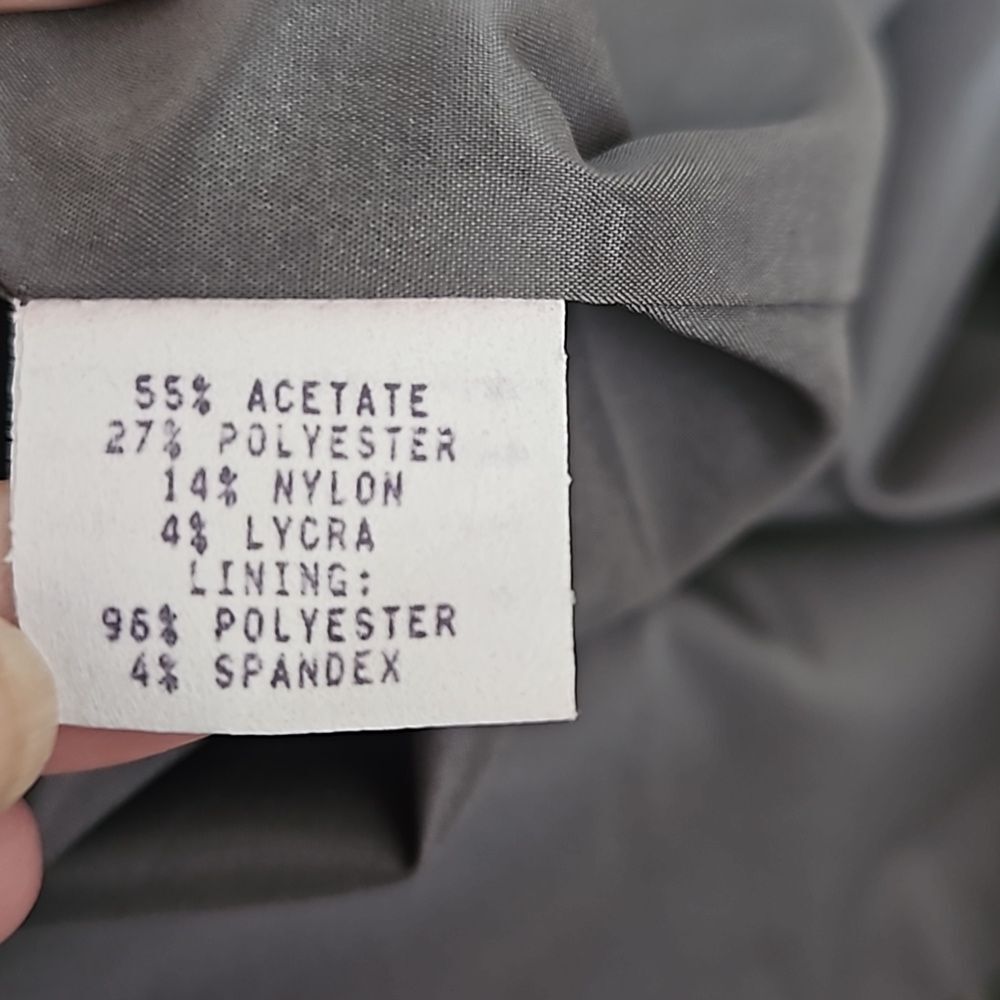 55% ACETATE
27% POLYESTER
14% NYLON
4% LYCRA
LINING:
96% POLYESTER
4% SPANDEX